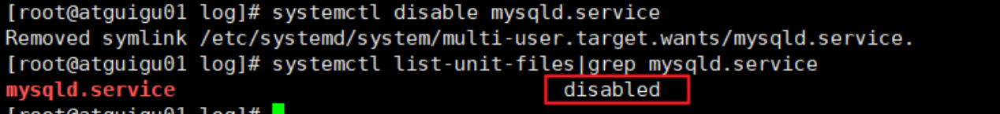 [root@atguigu01 log]# systemctl disable mysqld.service
Removed symlink /etc/systemd/system/multi-user.target.wants/mysqld.service.
[root@atguigu01 log]# systemctl list-unit-files|grep mysqld.service
mysqld.service disabled
[root@atguigu01 log]#